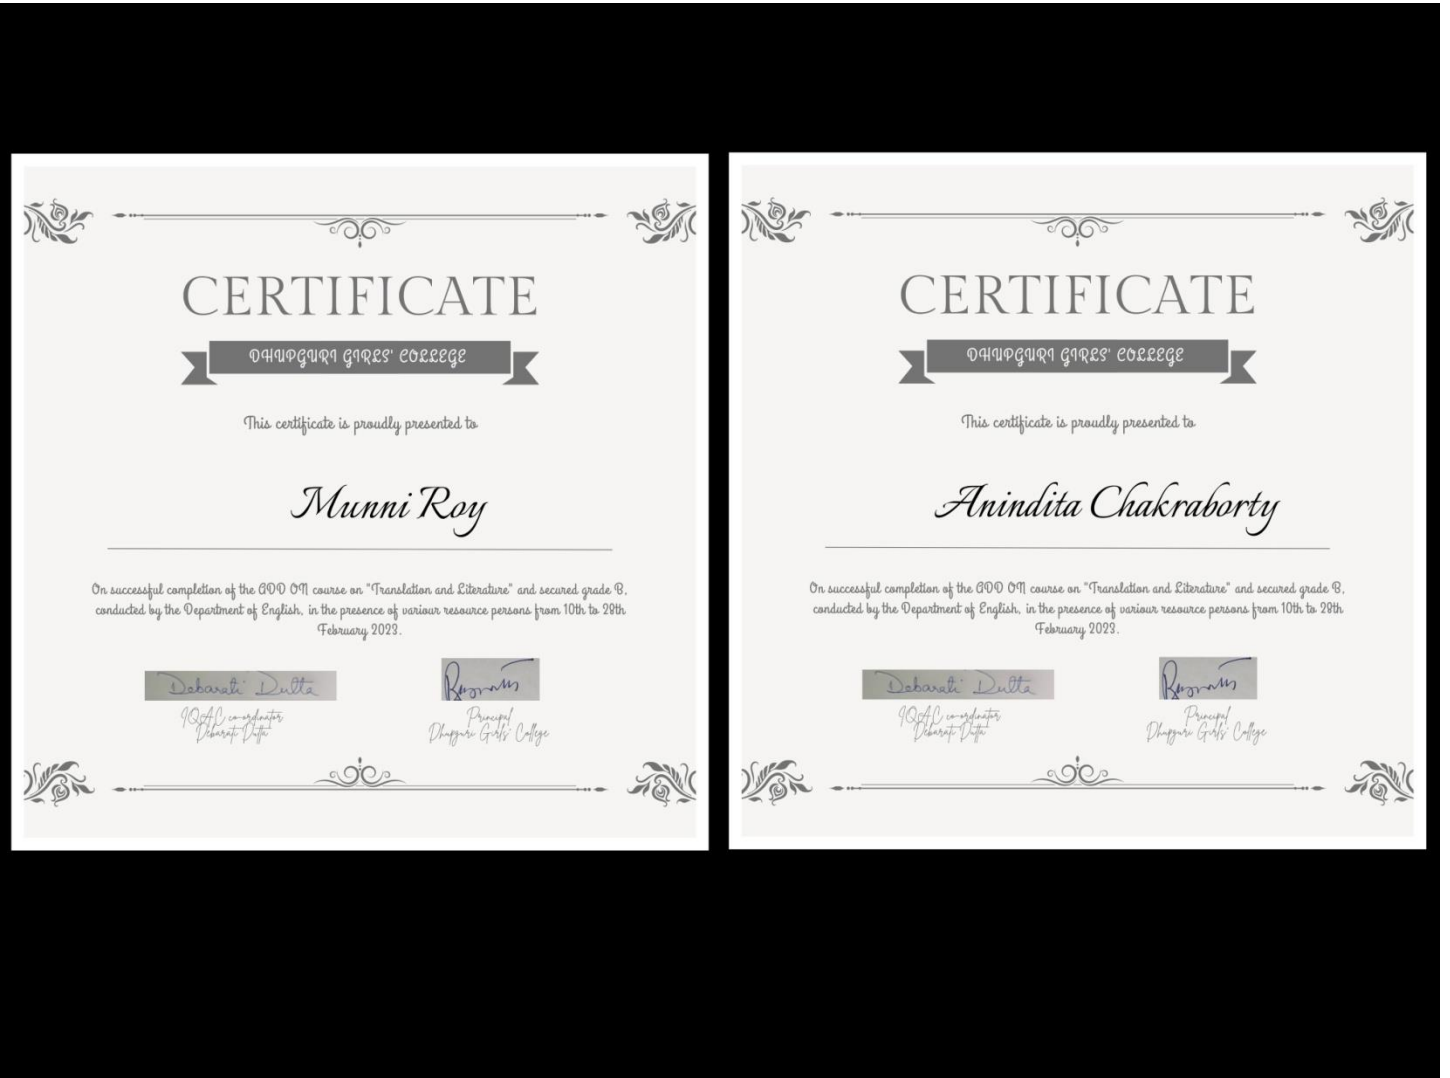 CERTIFICATE
DHUPGURI GIRLS' COLLEGE
This certificate is proudly presented to
Munni Roy
On successful completion of the ADD ON course on "Translation and Literature" and secured grade B,
conducted by the Department of English, in the presence of variour resource persons from 10th to 28th
February 2023.
Debarati Dutta
IQAC co-ordinator
Debarati Dutta
Principal
Dhupguri Girls' College
CERTIFICATE
DHUPGURI GIRLS' COLLEGE
This certificate is proudly presented to
Anindita Chakraborty
On successful completion of the ADD ON course on "Translation and Literature" and secured grade B,
conducted by the Department of English, in the presence of variour resource persons from 10th to 28th
February 2023.
Debarati Dutta
IQAC co-ordinator
Debarati Dutta
Principal
Dhupguri Girls' College